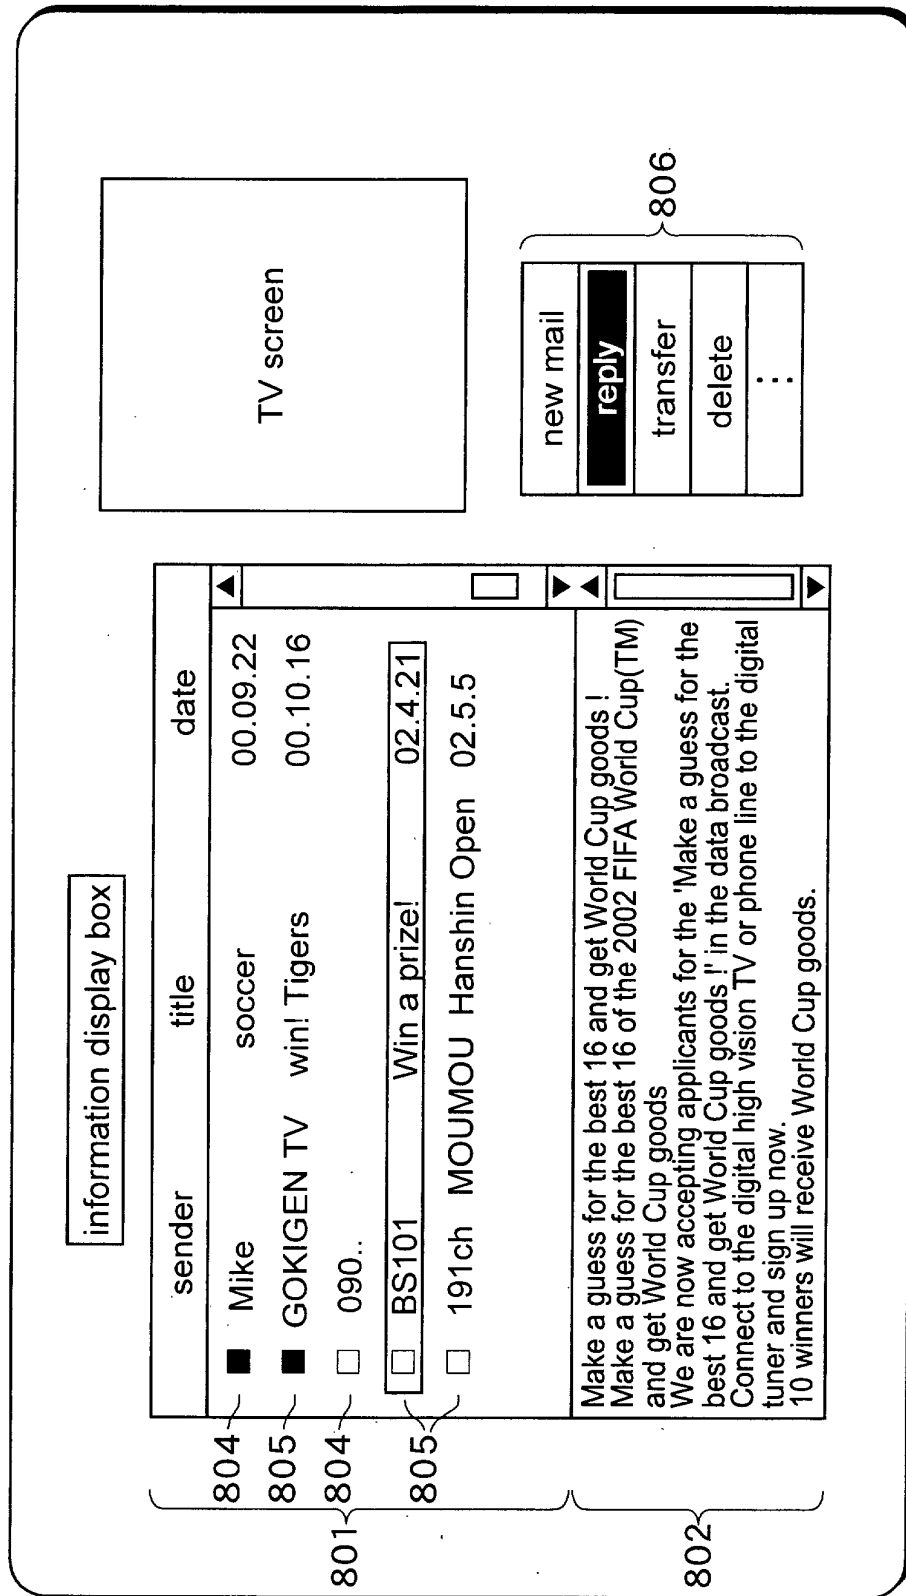 information display box
sender title date
804 Mike soccer 00.09.22
805 GOKIGEN TV win! Tigers 00.10.16
804 090..
BS101 Win a prize! 02.4.21
805
191ch MOUMOU Hanshin Open 02.5.5
801
Make a guess for the best 16 and get World Cup goods !
Make a guess for the best 16 of the 2002 FIFA World Cup(TM)
and get World Cup goods
We are now accepting applicants for the 'Make a guess for the
best 16 and get World Cup goods !' in the data broadcast.
Connect to the digital high vision TV or phone line to the digital
tuner and sign up now.
10 winners will receive World Cup goods.
802
TV screen
new mail
reply
transfer
delete
⋮
806